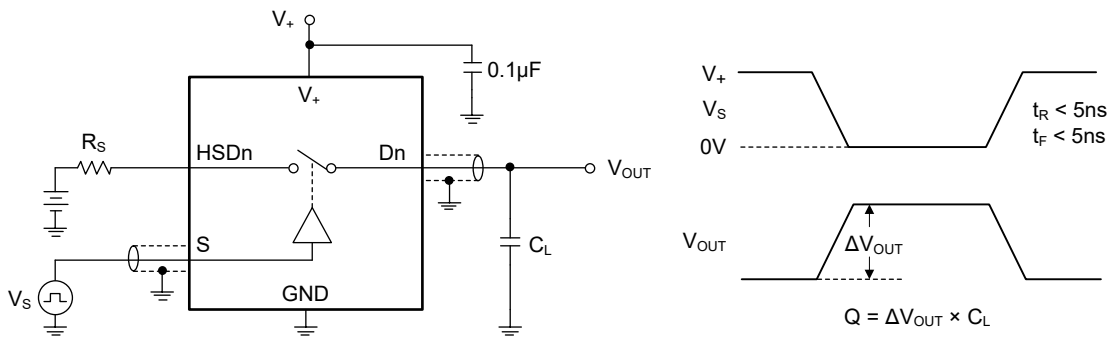 V+
0.1µF
V+
RS
HSDn
Dn
VOUT
S
CL
VS
GND
V+
VS
0V
tR < 5ns
tF < 5ns
VOUT
ΔVOUT
Q = ΔVOUT × CL